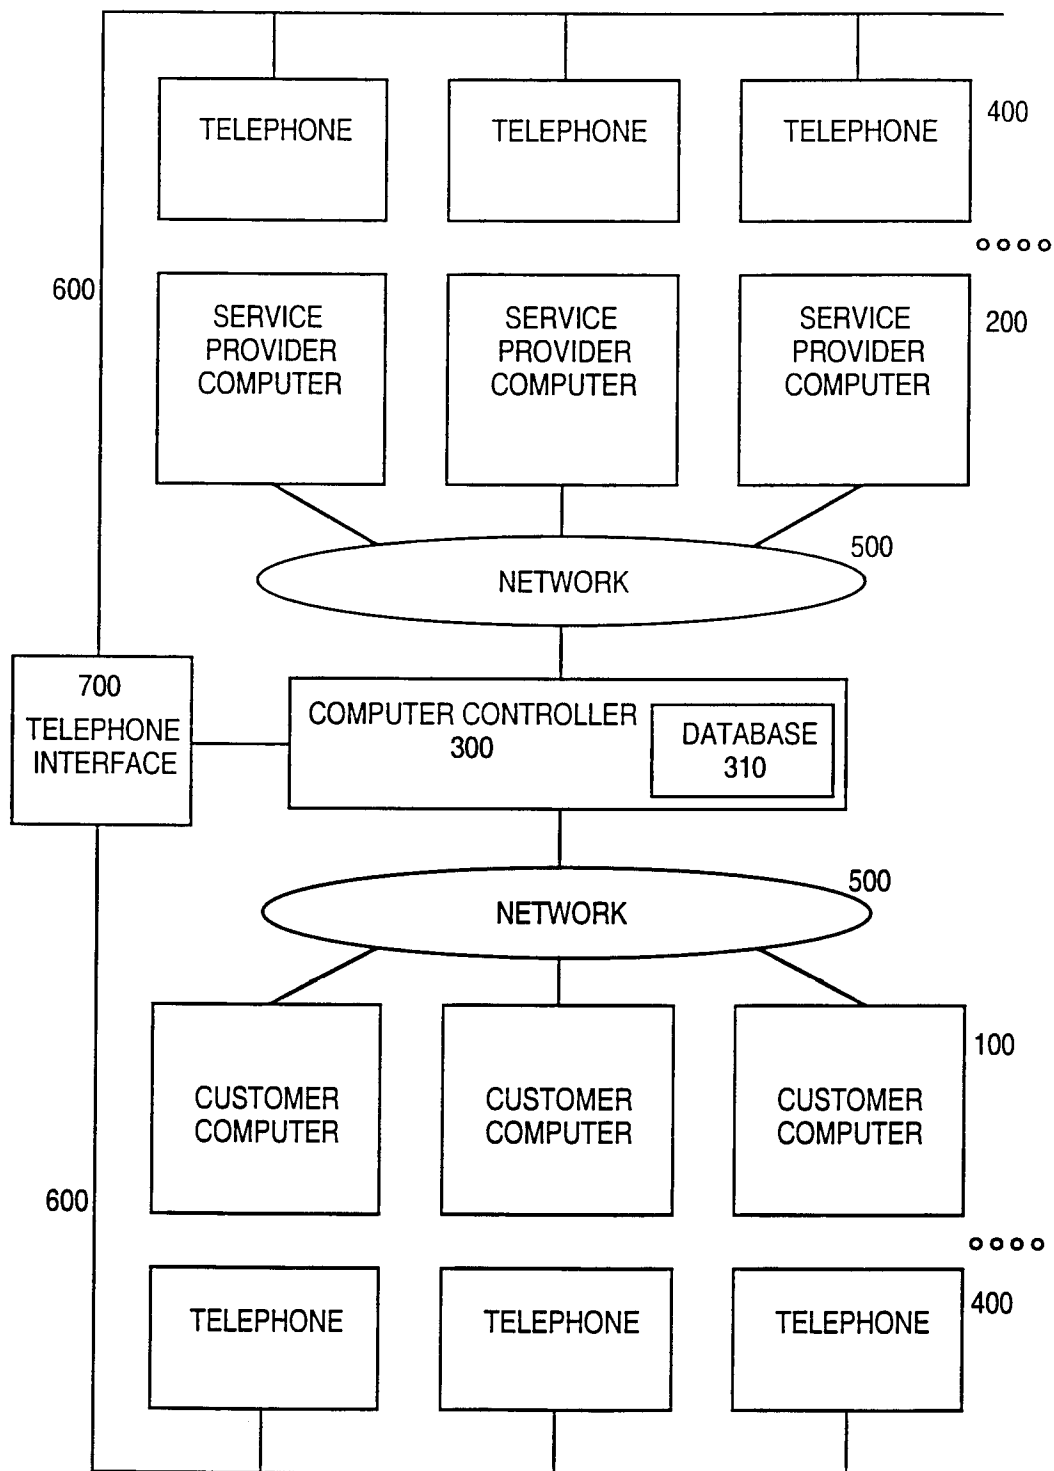 TELEPHONE TELEPHONE TELEPHONE 400
600
SERVICE PROVIDER COMPUTER
SERVICE PROVIDER COMPUTER
SERVICE PROVIDER COMPUTER
200
500
NETWORK
700
TELEPHONE
INTERFACE
COMPUTER CONTROLLER
300
DATABASE
310
500
NETWORK
CUSTOMER COMPUTER
CUSTOMER COMPUTER
CUSTOMER COMPUTER
100
600
TELEPHONE TELEPHONE TELEPHONE 400